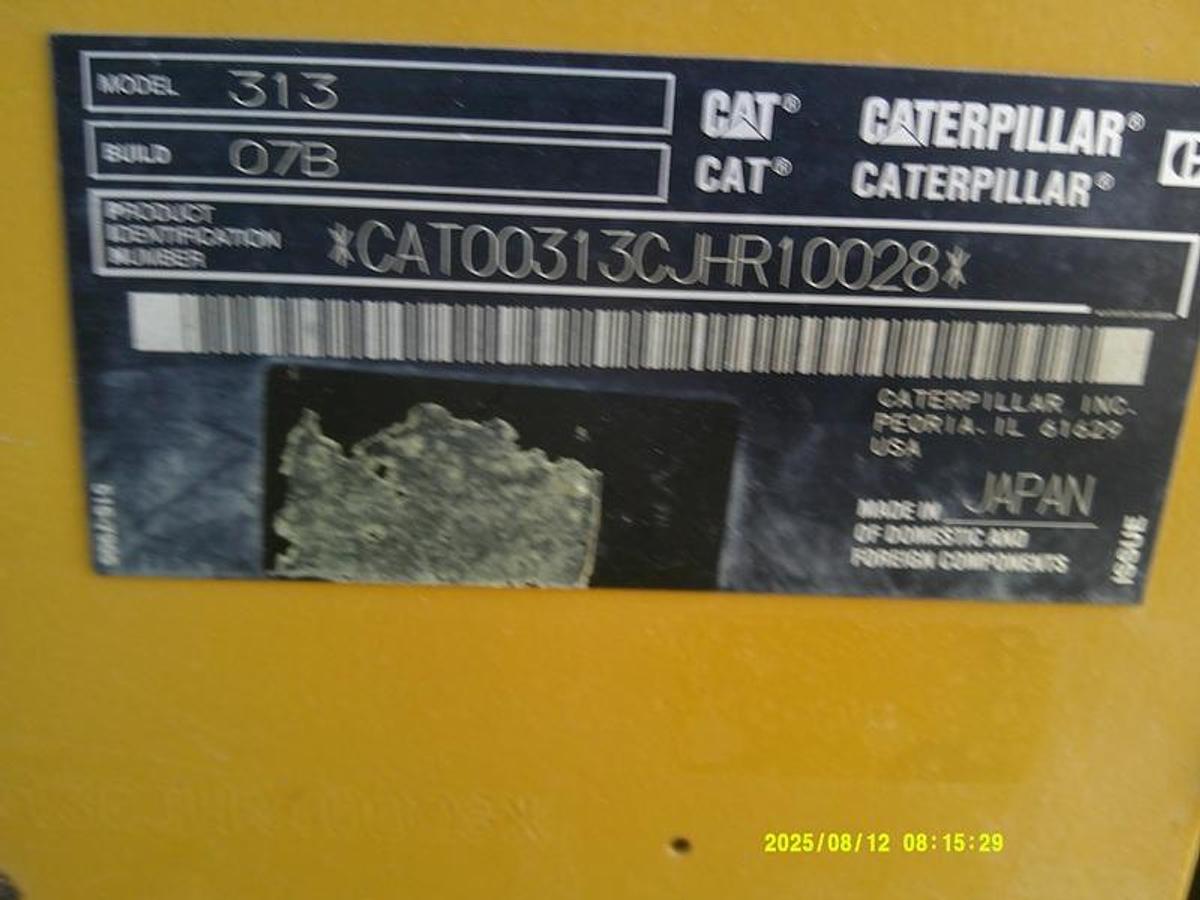 MODEL 313
BUILD 07B
CAT® CATERPILLAR®
CAT® CATERPILLAR®
PRODUCT
IDENTIFICATION
NUMBER
*CAT00313CJHR10028*
CATERPILLAR INC.
PEORIA, IL 61629
USA
MADE IN JAPAN
OF DOMESTIC AND
FOREIGN COMPONENTS
2025/08/12 08:15:29